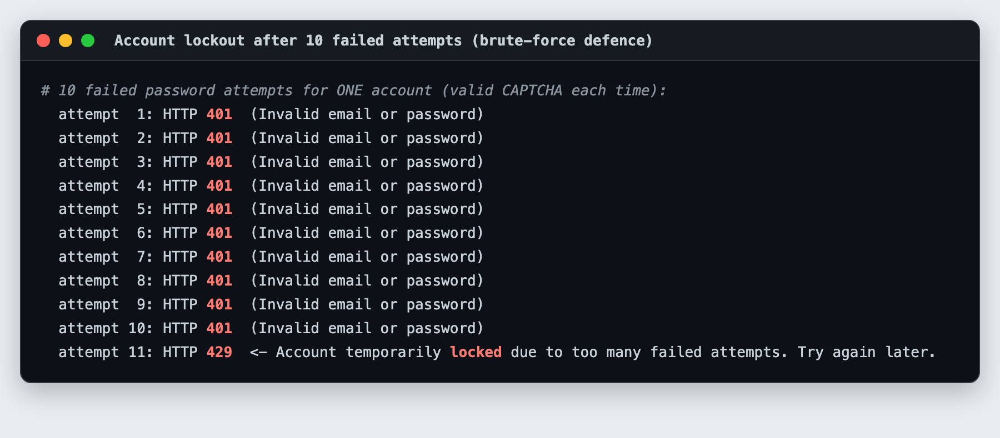 Account lockout after 10 failed attempts (brute-force defence)
# 10 failed password attempts for ONE account (valid CAPTCHA each time):
attempt  1: HTTP 401  (Invalid email or password)
attempt  2: HTTP 401  (Invalid email or password)
attempt  3: HTTP 401  (Invalid email or password)
attempt  4: HTTP 401  (Invalid email or password)
attempt  5: HTTP 401  (Invalid email or password)
attempt  6: HTTP 401  (Invalid email or password)
attempt  7: HTTP 401  (Invalid email or password)
attempt  8: HTTP 401  (Invalid email or password)
attempt  9: HTTP 401  (Invalid email or password)
attempt 10: HTTP 401  (Invalid email or password)
attempt 11: HTTP 429  <- Account temporarily locked due to too many failed attempts. Try again later.